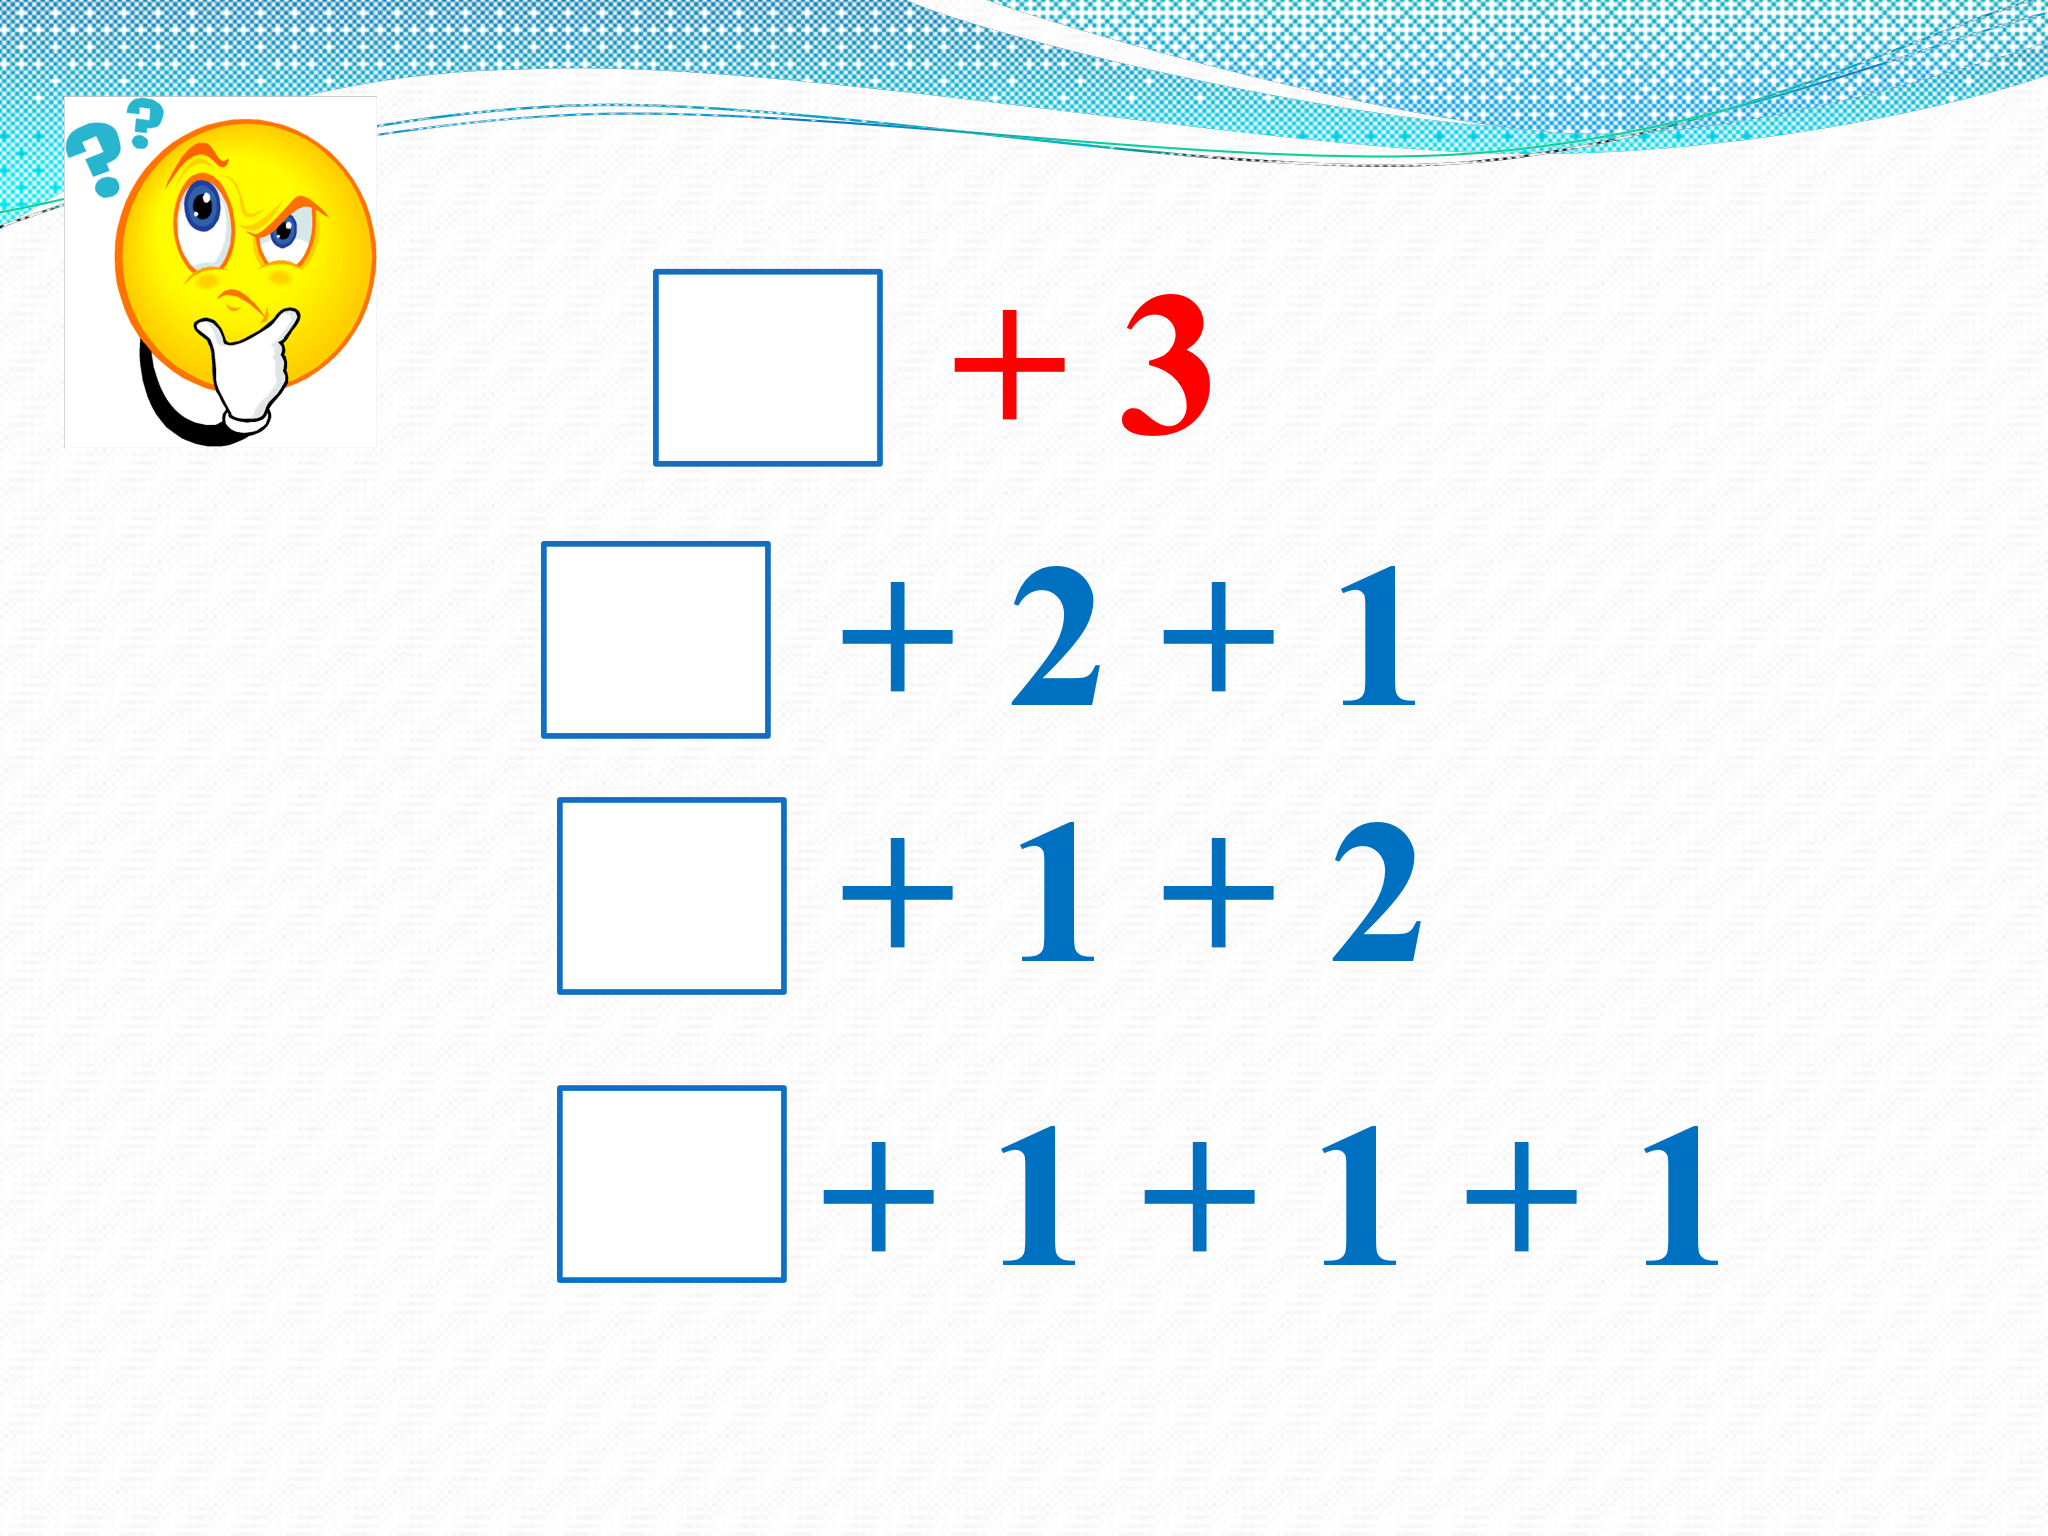 ? ?
+ 3
+ 2 + 1
+ 1 + 2
+ 1 + 1 + 1